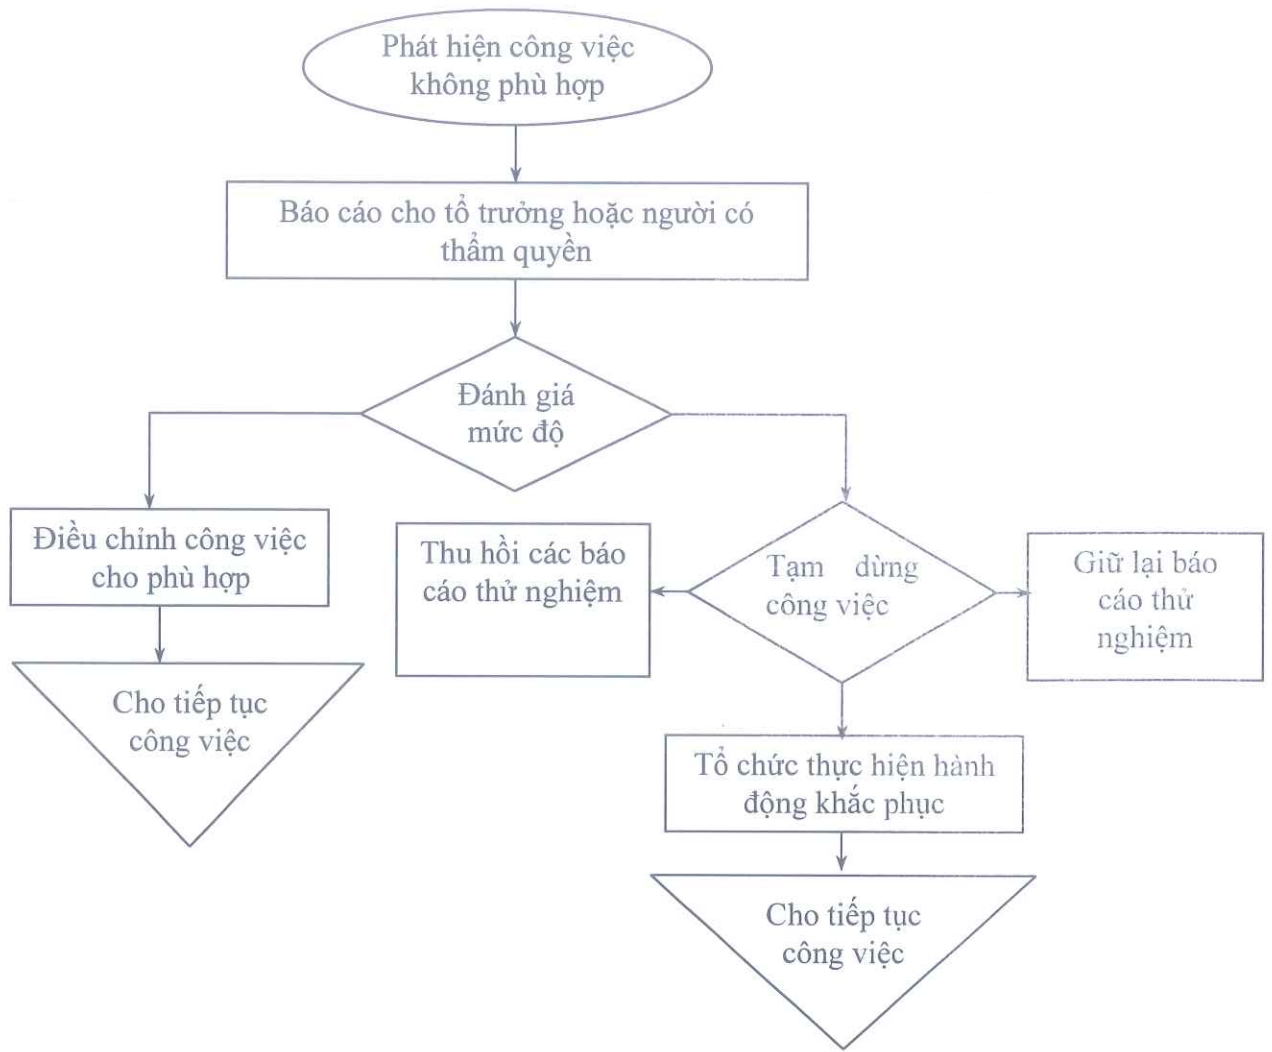 Phát hiện công việc
không phù hợp
Báo cáo cho tổ trưởng hoặc người có
thẩm quyền
Đánh giá
mức độ
Điều chỉnh công việc
cho phù hợp
Cho tiếp tục
công việc
Thu hồi các báo
cáo thử nghiệm
Tạm dừng
công việc
Giữ lại báo
cáo thử
nghiệm
Tổ chức thực hiện hành
động khắc phục
Cho tiếp tục
công việc